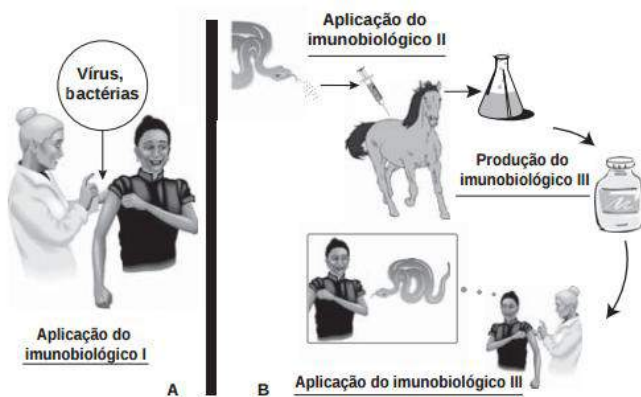 Vírus,
bactérias
Aplicação do
imunobiológico I
A
Aplicação do
imunobiológico II
Produção do
imunobiológico III
B
Aplicação do imunobiológico III